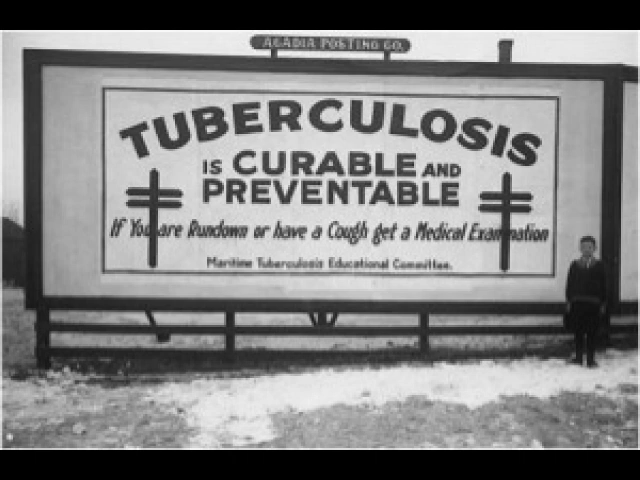 ACADIA POSTING CO.
TUBERCULOSIS
IS CURABLE AND
PREVENTABLE
If You are Rundown or have a Cough get a Medical Examination
Maritime Tuberculosis Educational Committee.